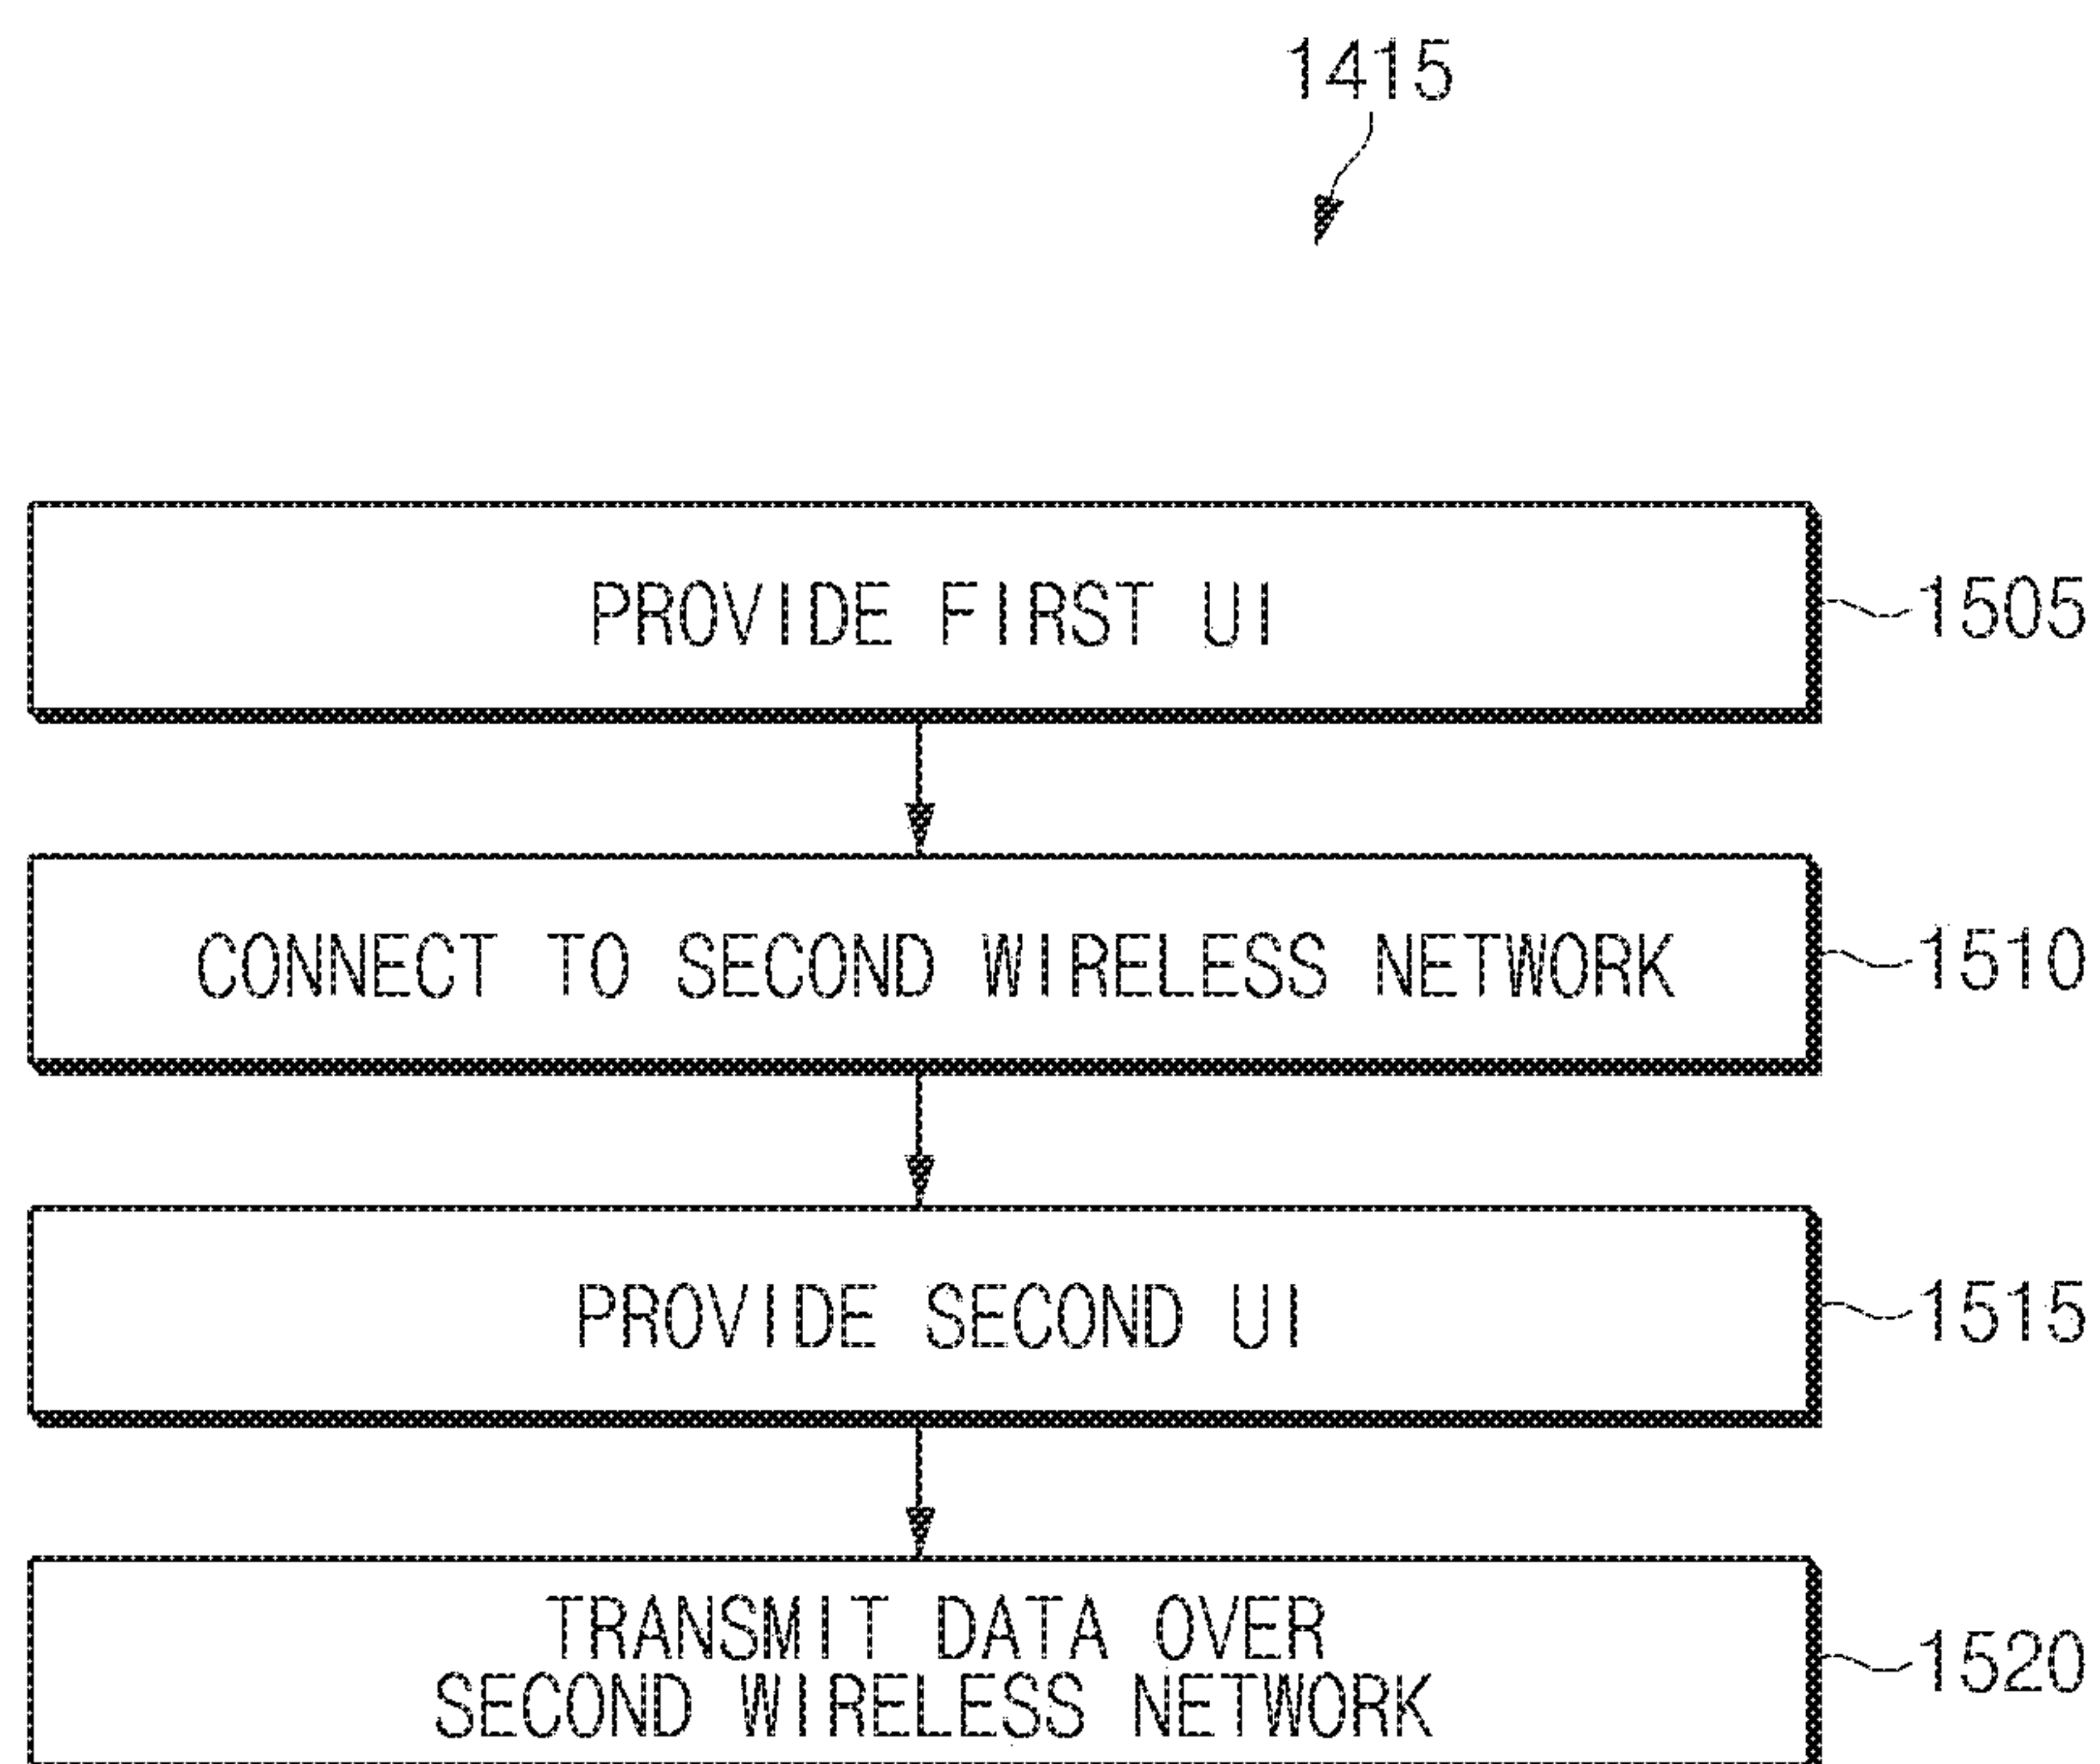 1415
PROVIDE FIRST UI
1505
CONNECT TO SECOND WIRELESS NETWORK
1510
PROVIDE SECOND UI
1515
TRANSMIT DATA OVER
SECOND WIRELESS NETWORK
1520